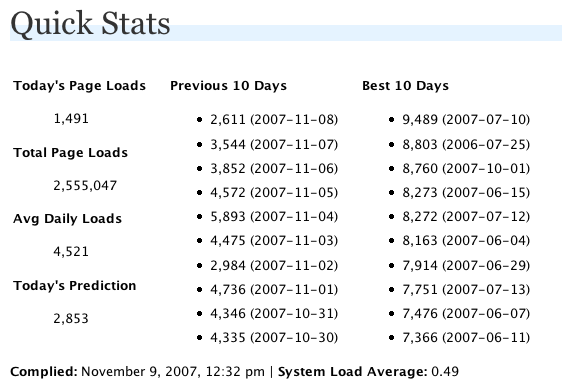 Quick Stats
Today's Page Loads
1,491
Total Page Loads
2,555,047
Avg Daily Loads
4,521
Today's Prediction
2,853
Previous 10 Days
• 2,611 (2007-11-08)
• 3,544 (2007-11-07)
• 3,852 (2007-11-06)
• 4,572 (2007-11-05)
• 5,893 (2007-11-04)
• 4,475 (2007-11-03)
• 2,984 (2007-11-02)
• 4,736 (2007-11-01)
• 4,346 (2007-10-31)
• 4,335 (2007-10-30)
Best 10 Days
• 9,489 (2007-07-10)
• 8,803 (2006-07-25)
• 8,760 (2007-10-01)
• 8,273 (2007-06-15)
• 8,272 (2007-07-12)
• 8,163 (2007-06-04)
• 7,914 (2007-06-29)
• 7,751 (2007-07-13)
• 7,476 (2007-06-07)
• 7,366 (2007-06-11)
Complied: November 9, 2007, 12:32 pm | System Load Average: 0.49